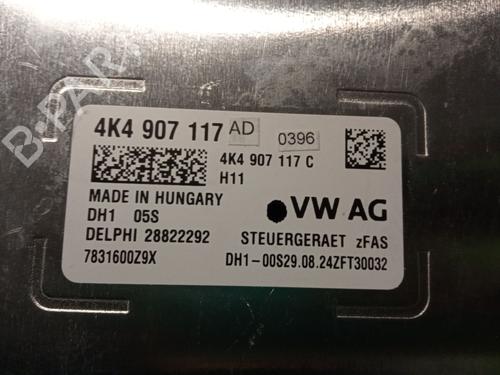 4K4 907 117 AD 0396
4K4 907 117 C
H11
MADE IN HUNGARY
DH1 05S
VW AG
DELPHI 28822292
STEUERGERAET zFAS
7831600Z9X
DH1-00S29.08.24ZFT30032
B-PARTS